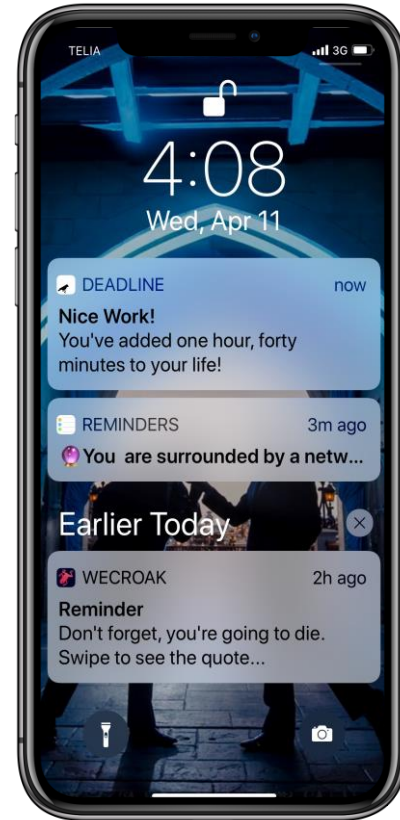 TELIA
3G
4:08
Wed, Apr 11
DEADLINE now
Nice Work!
You've added one hour, forty
minutes to your life!
REMINDERS 3m ago
🔮You are surrounded by a netw...
Earlier Today
WECROAK 2h ago
Reminder
Don't forget, you're going to die.
Swipe to see the quote...